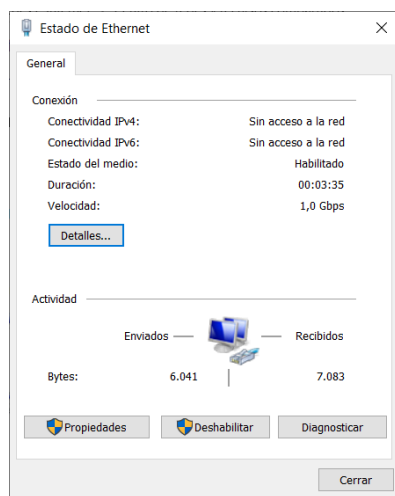 Estado de Ethernet
General
Conexión
Conectividad IPv4: Sin acceso a la red
Conectividad IPv6: Sin acceso a la red
Estado del medio: Habilitado
Duración: 00:03:35
Velocidad: 1,0 Gbps
Detalles...
Actividad
Enviados Recibidos
Bytes: 6.041 7.083
Propiedades Deshabilitar Diagnosticar
Cerrar